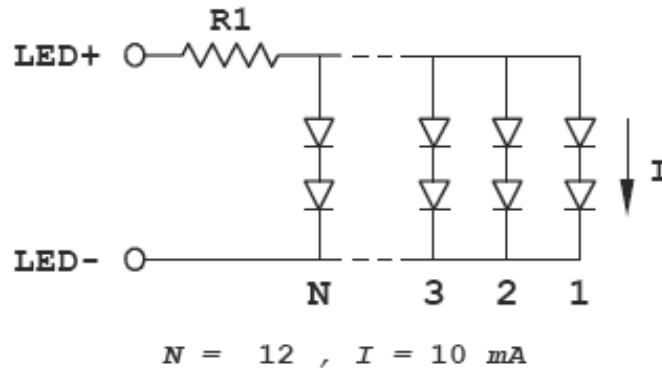 R1
LED+
I
LED-
N 3 2 1
N = 12 , I = 10 mA